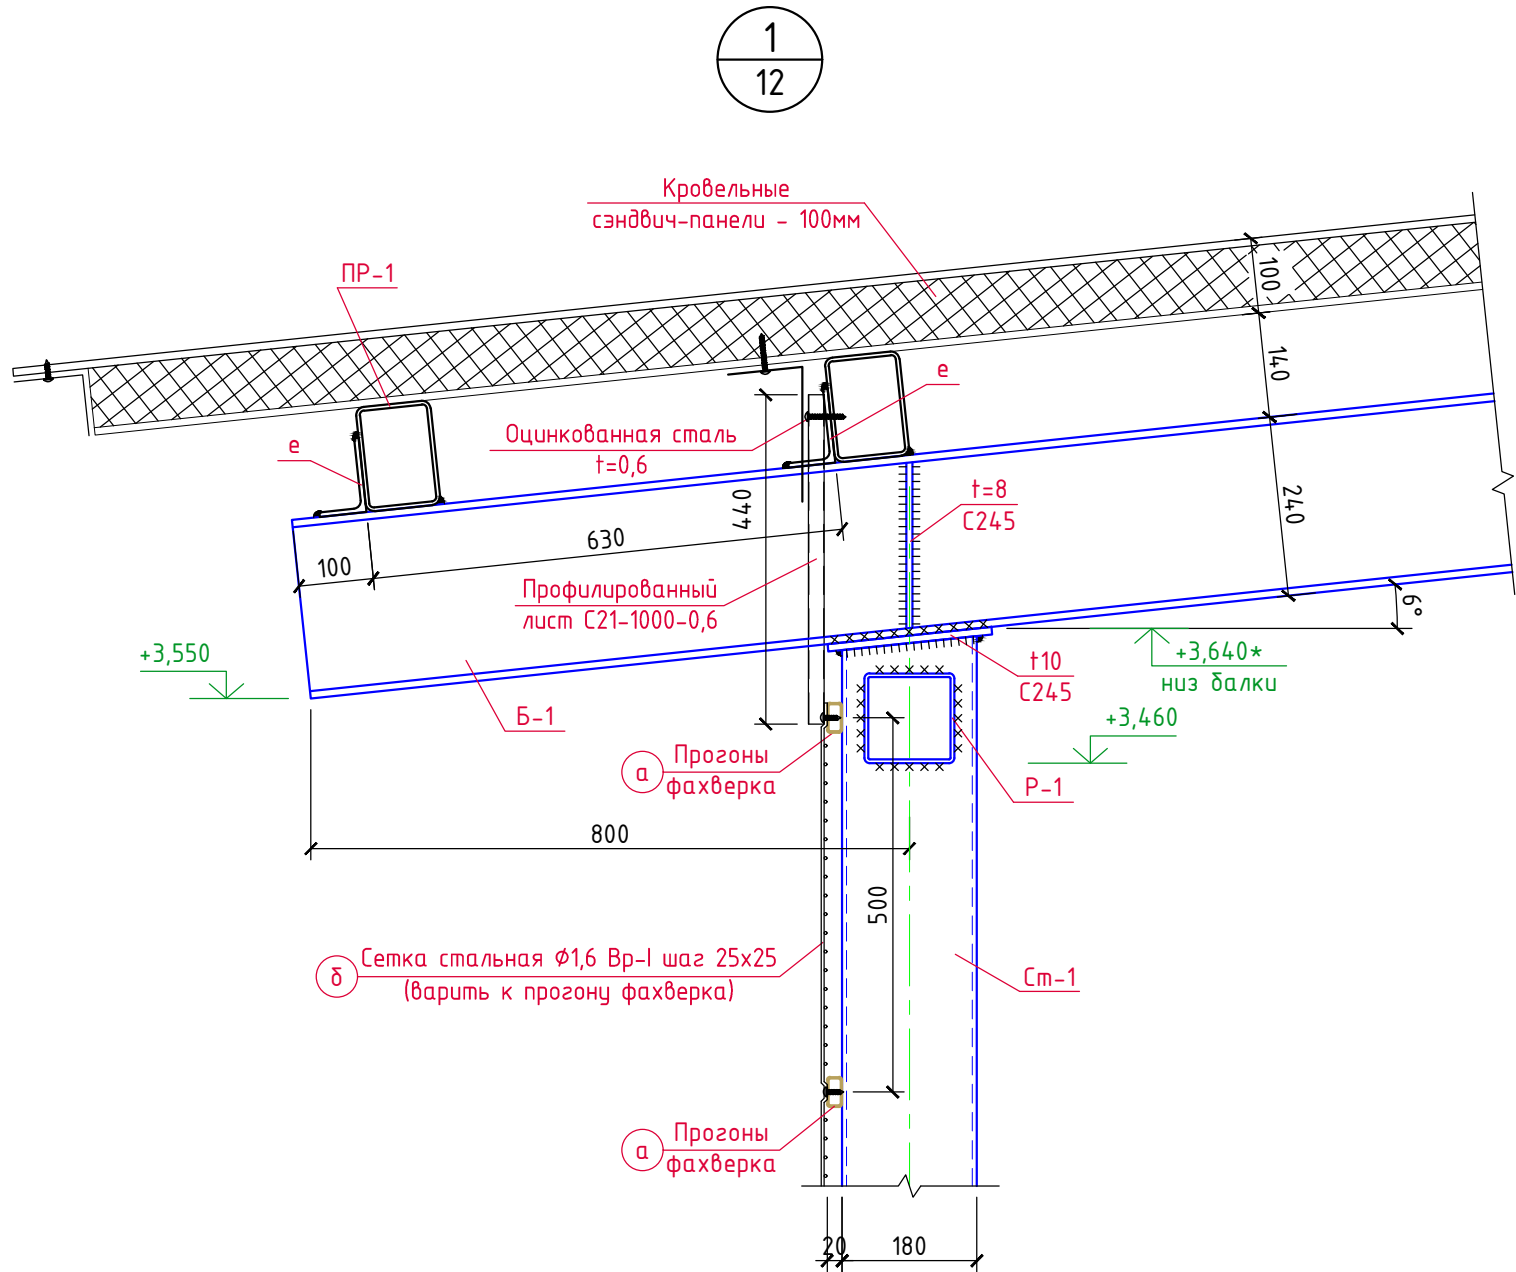 1
12
Кровельные
сэндвич-панели - 100мм
ПР-1
100
140
е
е
Оцинкованная сталь
t=0,6
440
t=8
С245
240
630
100
Профилированный
лист С21-1000-0,6
6°
+3,550
+3,640*
низ балки
t10
С245
Б-1
+3,460
а
Прогоны
фахверка
Р-1
800
500
б
Сетка стальная Ø1,6 Вр-I шаг 25х25
(варить к прогону фахверка)
Ст-1
а
Прогоны
фахверка
20
180